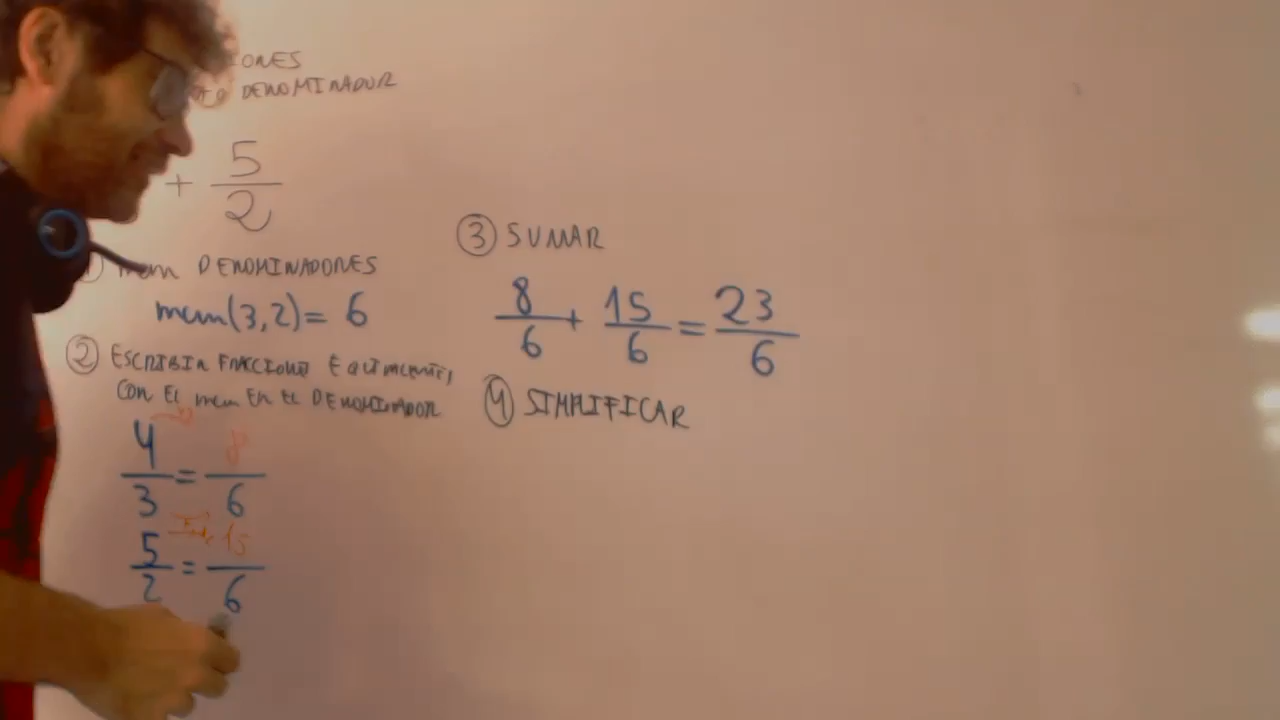 IONES
DENOMINADOR
+ 5/2
mcm DENOMINADORES
mcm(3,2)= 6
② ESCRIBIR FRACCIONES EQUIVALENTES,
CON EL mcm EN EL DENOMINADOR
4/3 = 8/6
5/2 = 15/6
③ SUMAR
8/6 + 15/6 = 23/6
④ SIMPLIFICAR